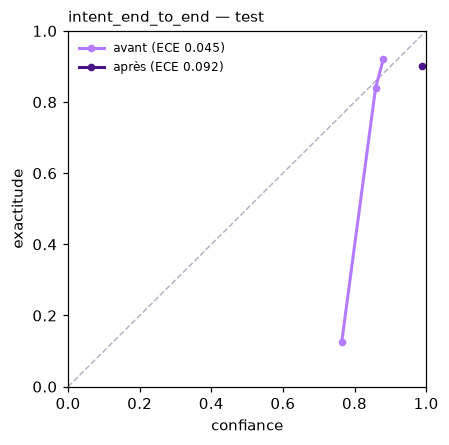 intent_end_to_end — test
avant (ECE 0.045)
après (ECE 0.092)
exactitude
1.0
0.8
0.6
0.4
0.2
0.0
0.0 0.2 0.4 0.6 0.8 1.0
confiance